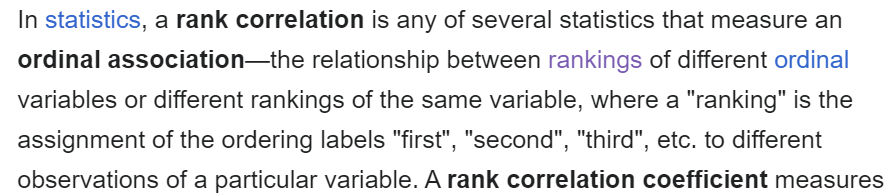 In statistics, a rank correlation is any of several statistics that measure an
ordinal association—the relationship between rankings of different ordinal
variables or different rankings of the same variable, where a "ranking" is the
assignment of the ordering labels "first", "second", "third", etc. to different
observations of a particular variable. A rank correlation coefficient measures